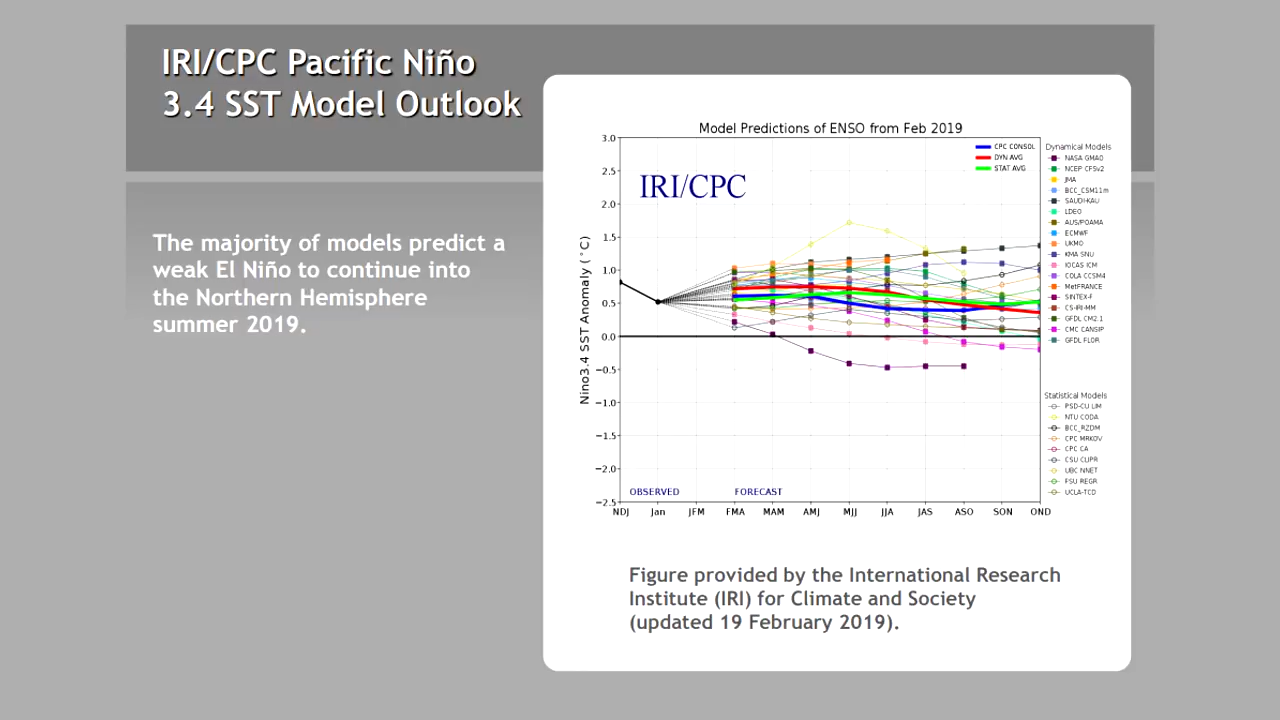 IRI/CPC Pacific Niño
3.4 SST Model Outlook
The majority of models predict a
weak El Niño to continue into
the Northern Hemisphere
summer 2019.
Model Predictions of ENSO from Feb 2019
Nino3.4 SST Anomaly (°C)
3.0
2.5
2.0
1.5
1.0
0.5
0.0
−0.5
−1.0
−1.5
−2.0
−2.5
IRI/CPC
CPC CONSOL
DYN AVG
STAT AVG
OBSERVED
FORECAST
NDJ Jan JFM FMA MAM AMJ MJJ JJA JAS ASO SON OND
Dynamical Models
NASA GMAO
NCEP CFSv2
JMA
BCC_CSM11m
SAUDI-KAU
LDEO
AUS/POAMA
ECMWF
UKMO
KMA SNU
IOCAS ICM
COLA CCSM4
MetFRANCE
SINTEX-F
CS-IRI-MM
GFDL CM2.1
CMC CANSIP
GFDL FLOR
Statistical Models
PSD-CU LIM
NTU CODA
BCC_RZDM
CPC MRKOV
CPC CA
CSU CLIPR
UBC NNET
FSU REGR
UCLA-TCD
Figure provided by the International Research
Institute (IRI) for Climate and Society
(updated 19 February 2019).